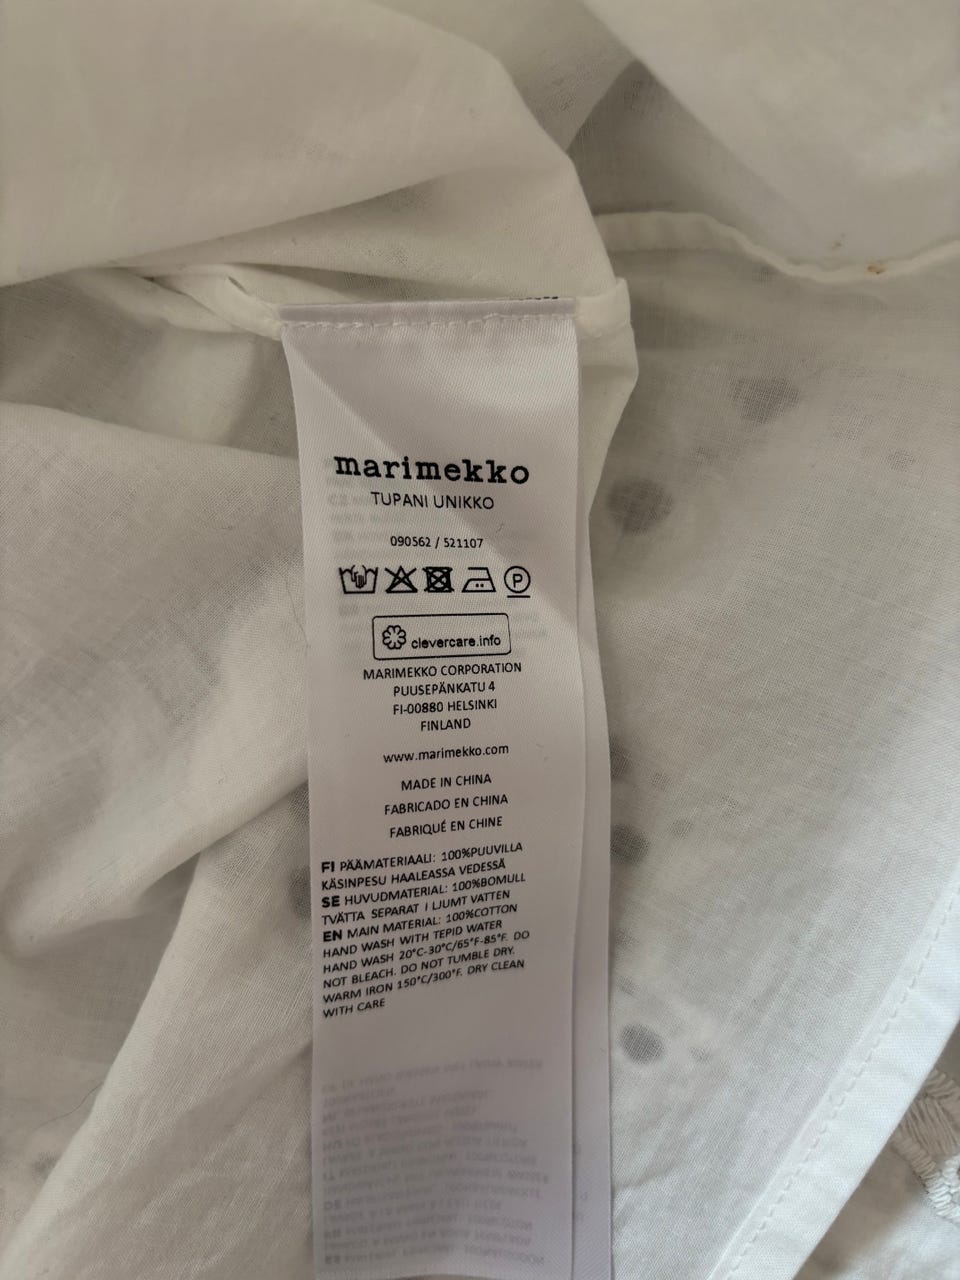 marimekko
TUPANI UNIKKO
090562 / 521107
P
clevercare.info
MARIMEKKO CORPORATION
PUUSEPÄNKATU 4
FI-00880 HELSINKI
FINLAND
www.marimekko.com
MADE IN CHINA
FABRICADO EN CHINA
FABRIQUÉ EN CHINE
FI PÄÄMATERIAALI: 100%PUUVILLA
KÄSINPESU HAALEASSA VEDESSÄ
SE HUVUDMATERIAL: 100%BOMULL
TVÄTTA SEPARAT I LJUMT VATTEN
EN MAIN MATERIAL: 100%COTTON
HAND WASH WITH TEPID WATER
HAND WASH 20°C-30°C/65°F-85°F. DO
NOT BLEACH. DO NOT TUMBLE DRY.
WARM IRON 150°C/300°F. DRY CLEAN
WITH CARE